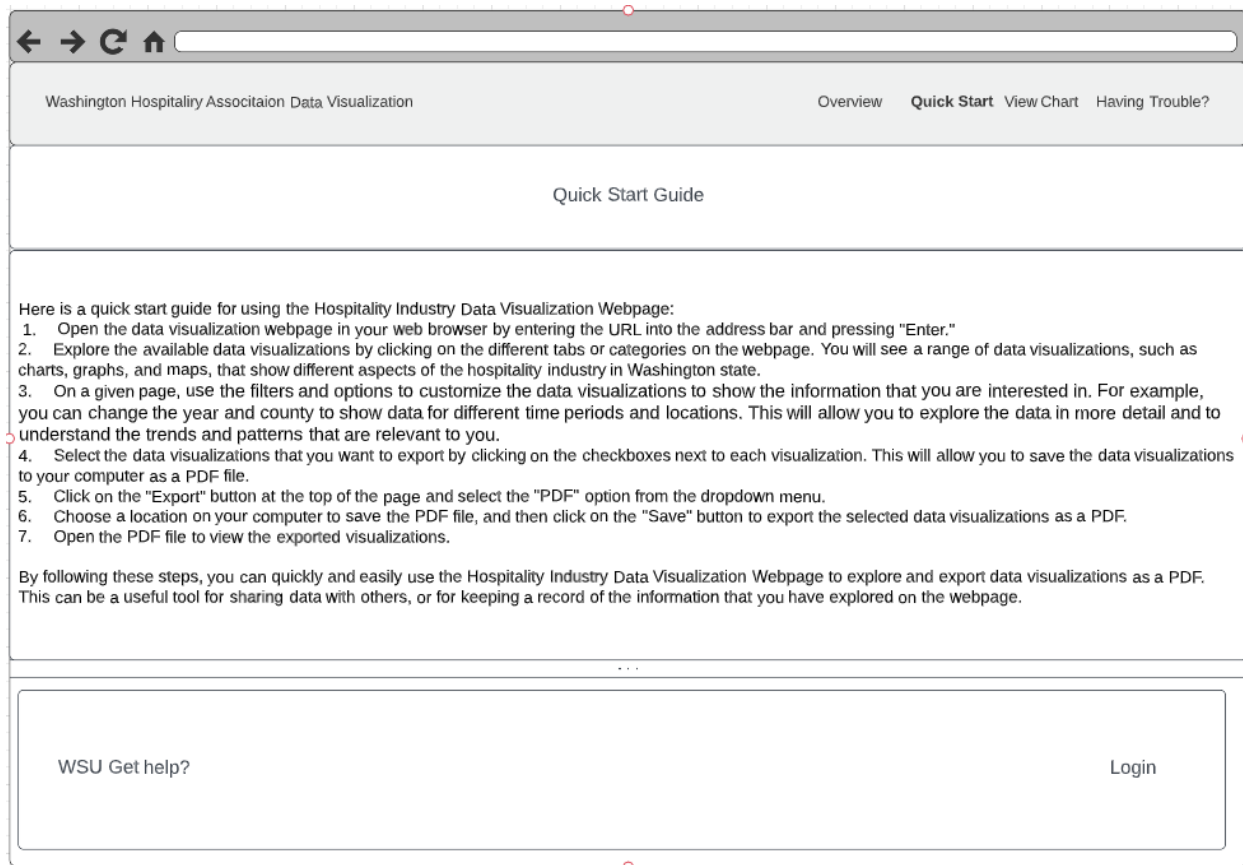 Washington Hospitaliry Associtaion Data Visualization
Overview Quick Start View Chart Having Trouble?
Quick Start Guide
Here is a quick start guide for using the Hospitality Industry Data Visualization Webpage:
1. Open the data visualization webpage in your web browser by entering the URL into the address bar and pressing "Enter."
2. Explore the available data visualizations by clicking on the different tabs or categories on the webpage. You will see a range of data visualizations, such as
charts, graphs, and maps, that show different aspects of the hospitality industry in Washington state.
3. On a given page, use the filters and options to customize the data visualizations to show the information that you are interested in. For example,
you can change the year and county to show data for different time periods and locations. This will allow you to explore the data in more detail and to
understand the trends and patterns that are relevant to you.
4. Select the data visualizations that you want to export by clicking on the checkboxes next to each visualization. This will allow you to save the data visualizations
to your computer as a PDF file.
5. Click on the "Export" button at the top of the page and select the "PDF" option from the dropdown menu.
6. Choose a location on your computer to save the PDF file, and then click on the "Save" button to export the selected data visualizations as a PDF.
7. Open the PDF file to view the exported visualizations.
By following these steps, you can quickly and easily use the Hospitality Industry Data Visualization Webpage to explore and export data visualizations as a PDF.
This can be a useful tool for sharing data with others, or for keeping a record of the information that you have explored on the webpage.
WSU Get help?
Login